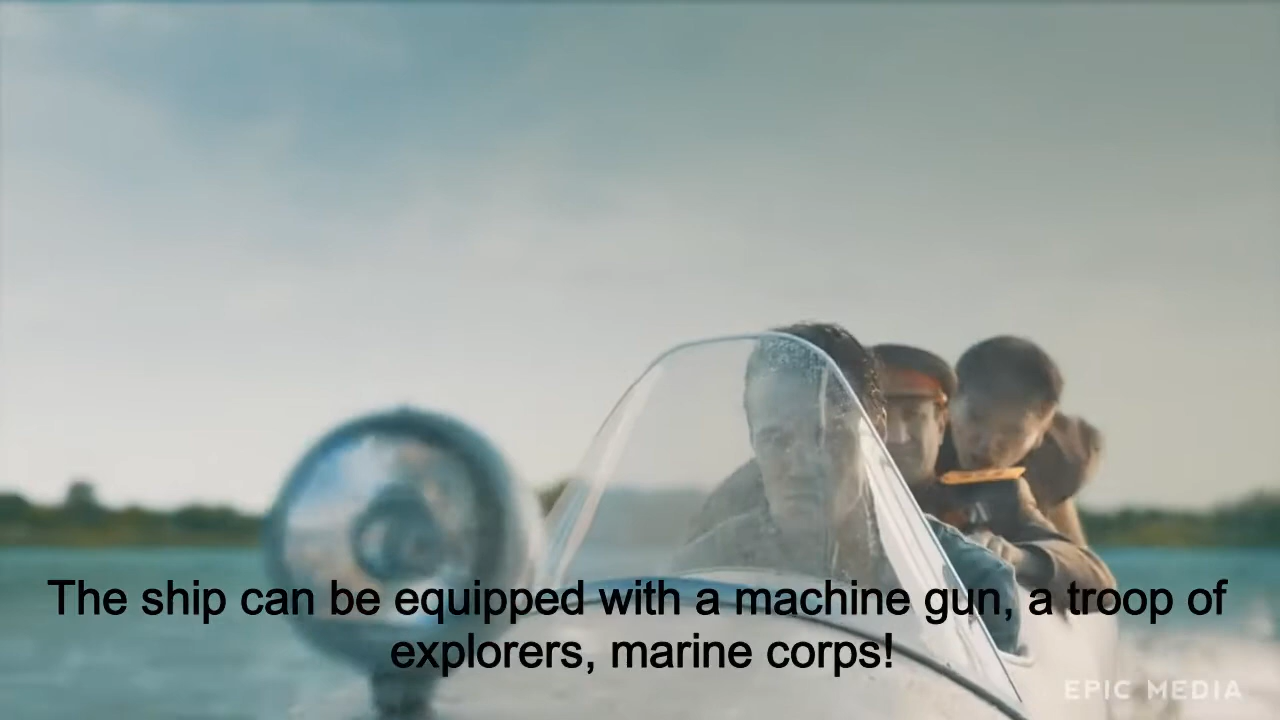 The ship can be equipped with a machine gun, a troop of
explorers, marine corps!
EPIC MEDIA